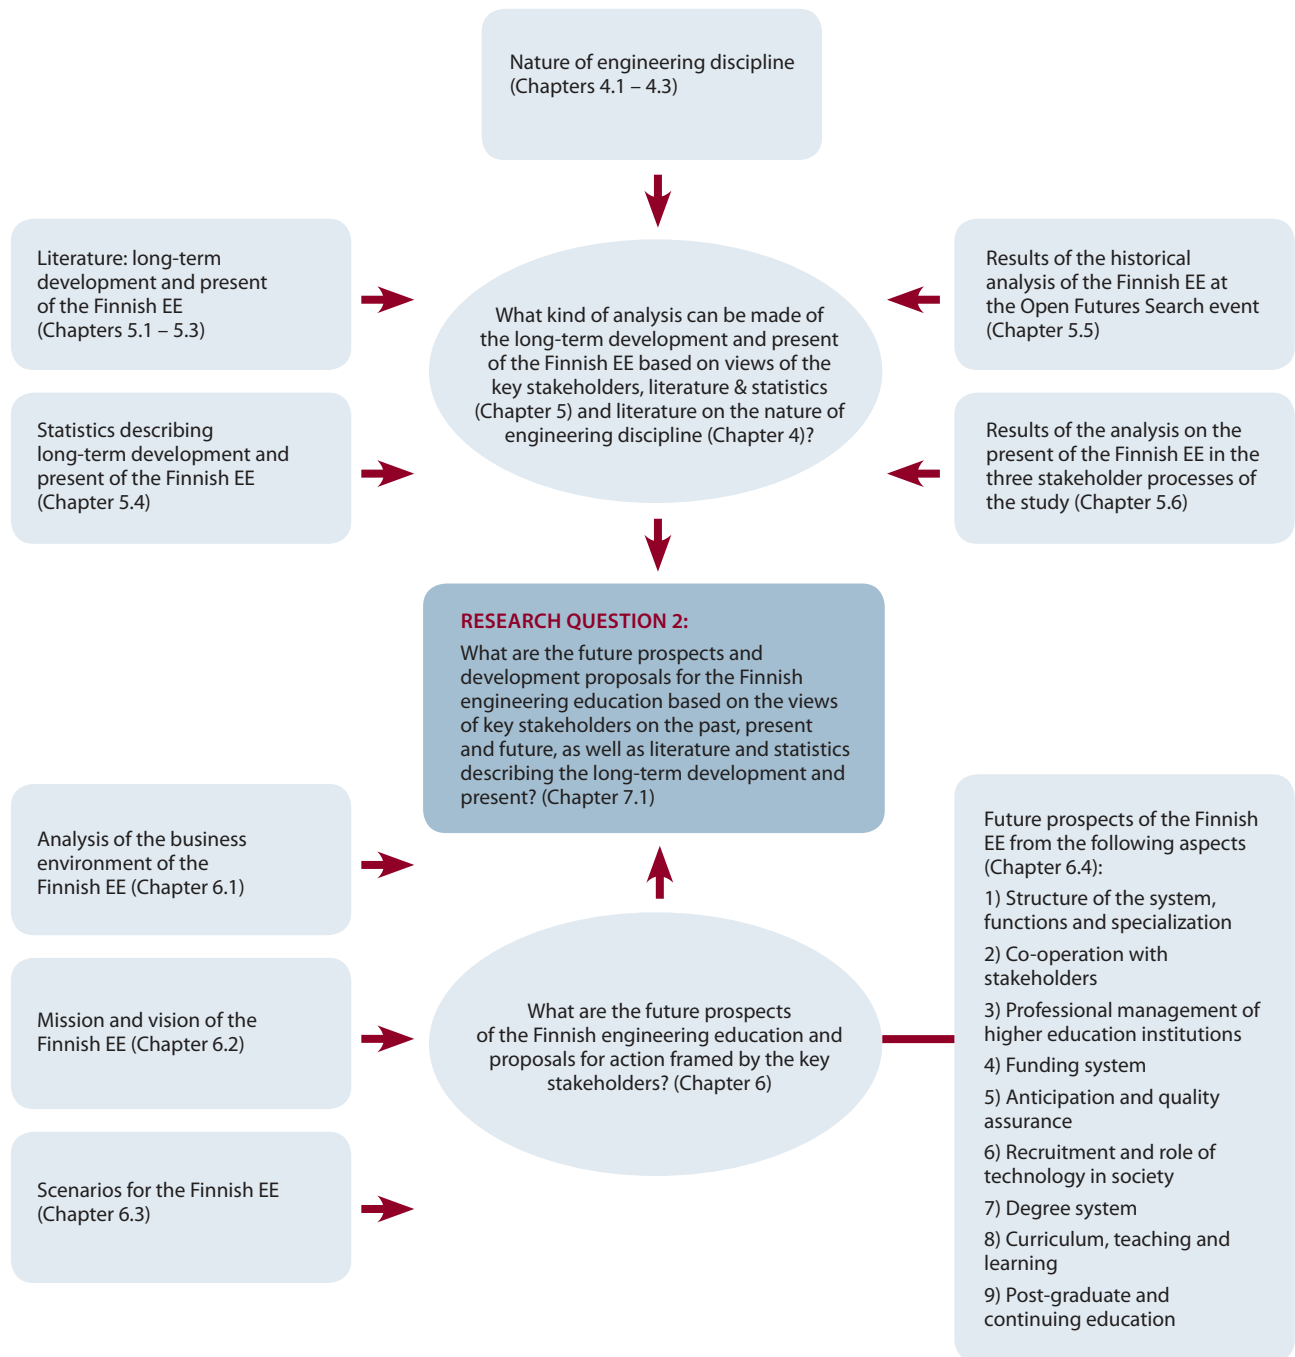 Nature of engineering discipline
(Chapters 4.1 – 4.3)
Literature: long-term
development and present
of the Finnish EE
(Chapters 5.1 – 5.3)
Statistics describing
long-term development and
present of the Finnish EE
(Chapter 5.4)
What kind of analysis can be made of
the long-term development and present
of the Finnish EE based on views of the
key stakeholders, literature & statistics
(Chapter 5) and literature on the nature of
engineering discipline (Chapter 4)?
Results of the historical
analysis of the Finnish EE at
the Open Futures Search event
(Chapter 5.5)
Results of the analysis on the
present of the Finnish EE in the
three stakeholder processes of
the study (Chapter 5.6)
RESEARCH QUESTION 2:
What are the future prospects and
development proposals for the Finnish
engineering education based on the views
of key stakeholders on the past, present
and future, as well as literature and statistics
describing the long-term development and
present? (Chapter 7.1)
Analysis of the business
environment of the
Finnish EE (Chapter 6.1)
Mission and vision of the
Finnish EE (Chapter 6.2)
Scenarios for the Finnish EE
(Chapter 6.3)
What are the future prospects
of the Finnish engineering education and
proposals for action framed by the key
stakeholders? (Chapter 6)
Future prospects of the Finnish
EE from the following aspects
(Chapter 6.4):
1) Structure of the system,
functions and specialization
2) Co-operation with
stakeholders
3) Professional management of
higher education institutions
4) Funding system
5) Anticipation and quality
assurance
6) Recruitment and role of
technology in society
7) Degree system
8) Curriculum, teaching and
learning
9) Post-graduate and
continuing education